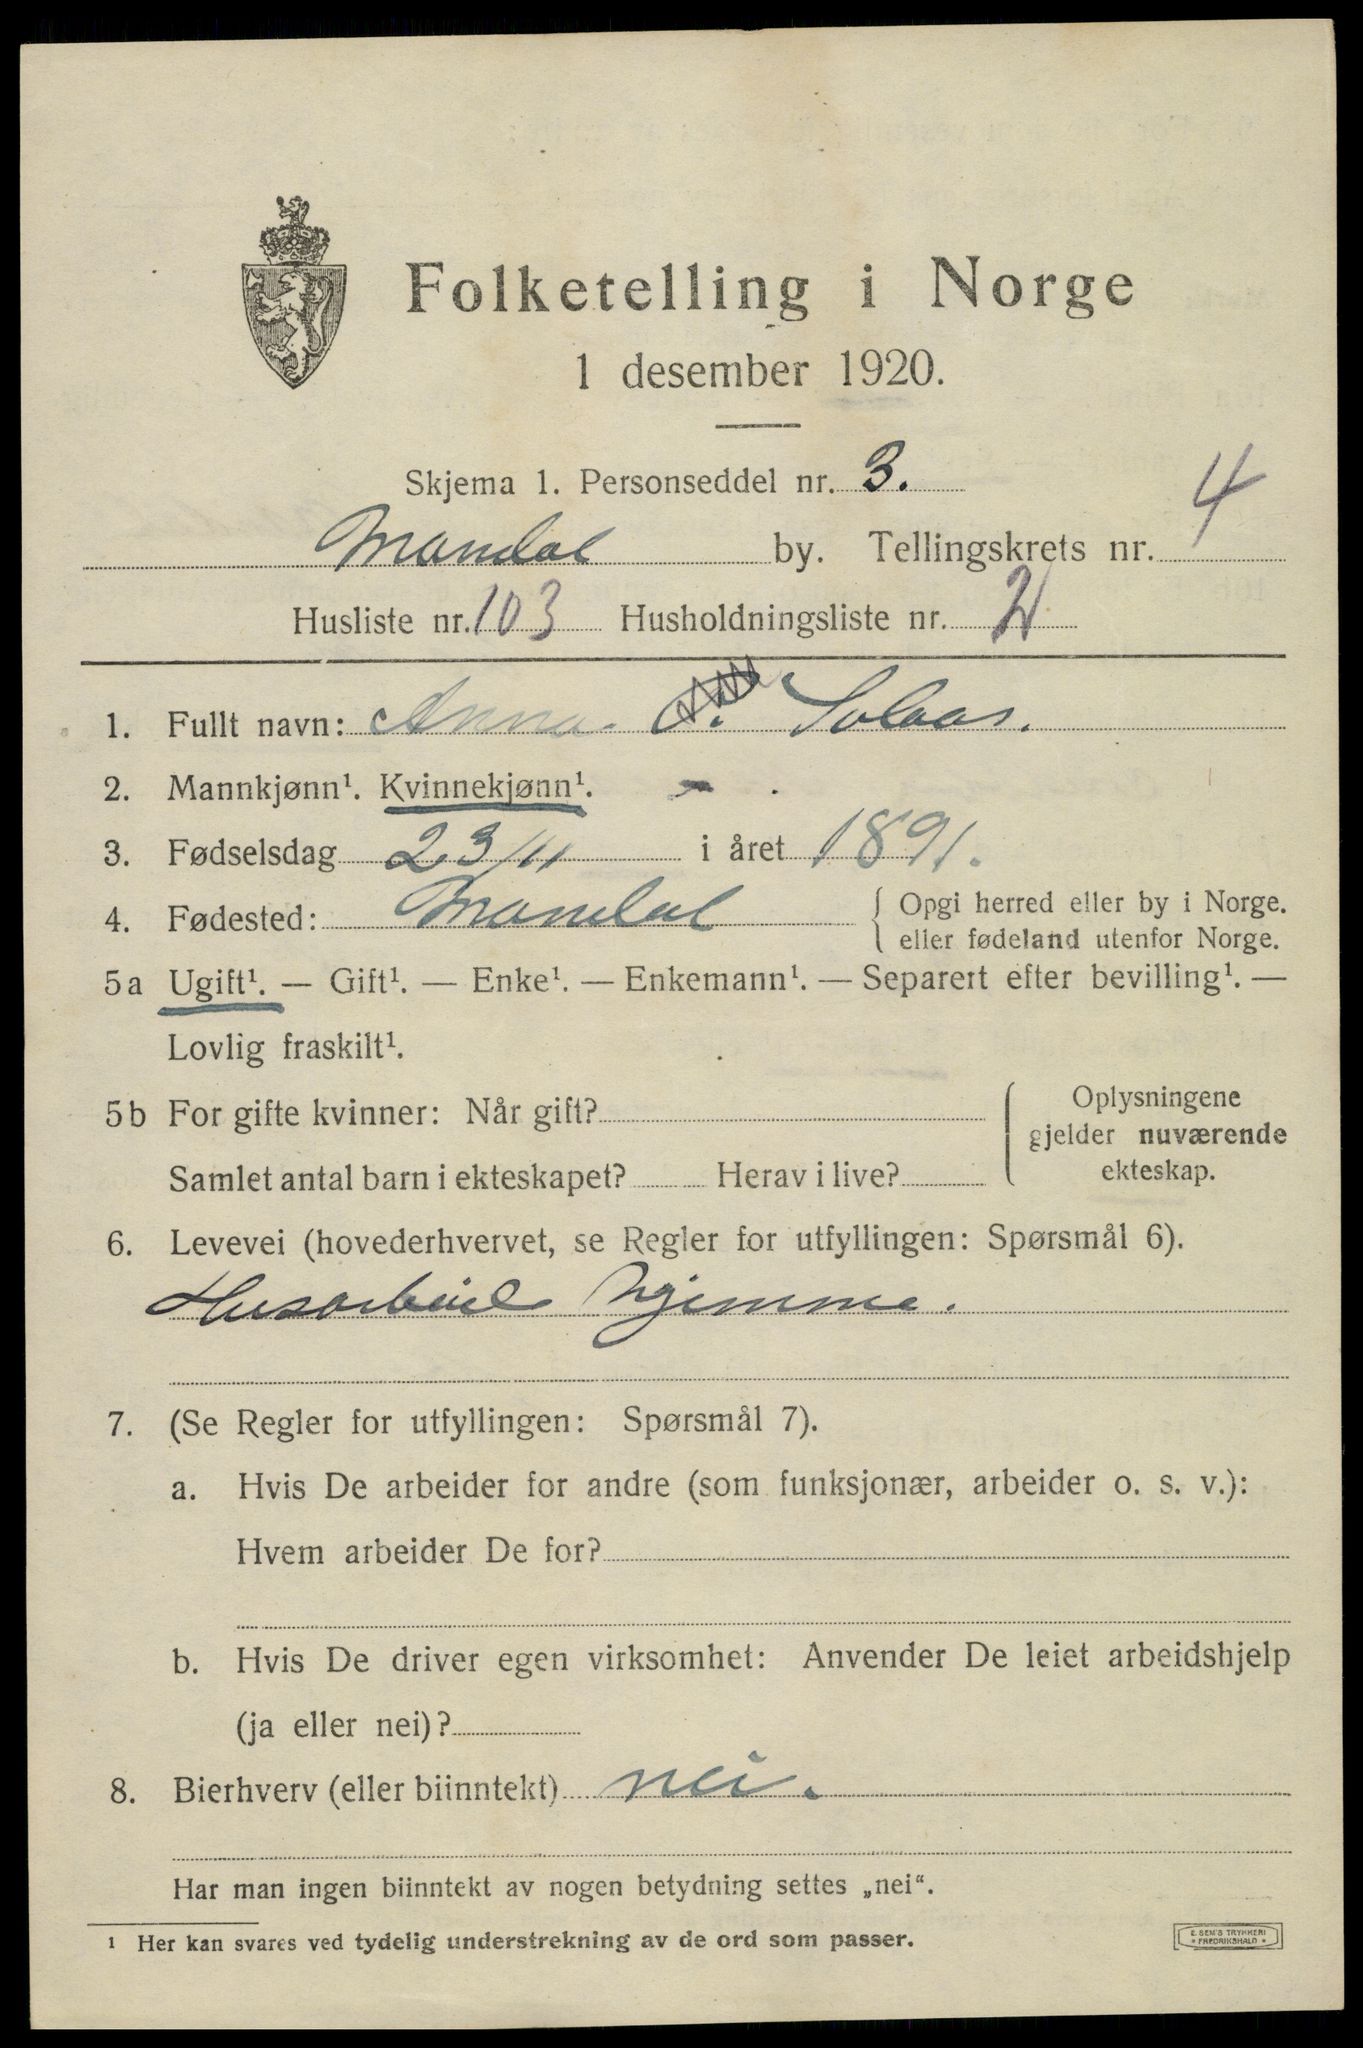 Folketelling i Norge
1 desember 1920.
Skjema 1. Personseddel nr. 3.
Mandal by. Tellingskrets nr. 4
Husliste nr. 103 Husholdningsliste nr. 2
1. Fullt navn: Anna Solaas.
2. Mannkjønn¹. Kvinnekjønn¹.
3. Fødselsdag 23/11 i året 1891.
4. Fødested: Mandal { Opgi herred eller by i Norge.
eller fødeland utenfor Norge.
5a Ugift¹. — Gift¹. — Enke¹. — Enkemann¹. — Separert efter bevilling¹. —
Lovlig fraskilt¹.
5b For gifte kvinner: Når gift?
Samlet antal barn i ekteskapet? Herav i live?
Oplysningene
gjelder nuværende
ekteskap.
6. Levevei (hovederhvervet, se Regler for utfyllingen: Spørsmål 6).
Husarbeid hjemme.
7. (Se Regler for utfyllingen: Spørsmål 7).
a. Hvis De arbeider for andre (som funksjonær, arbeider o. s. v.):
Hvem arbeider De for?
b. Hvis De driver egen virksomhet: Anvender De leiet arbeidshjelp
(ja eller nei)?
8. Bierhverv (eller biinntekt) nei.
Har man ingen biinntekt av nogen betydning settes „nei“.
¹ Her kan svares ved tydelig understrekning av de ord som passer.
E. SEM'S TRYKKERI
* FREDRIKSHALD *